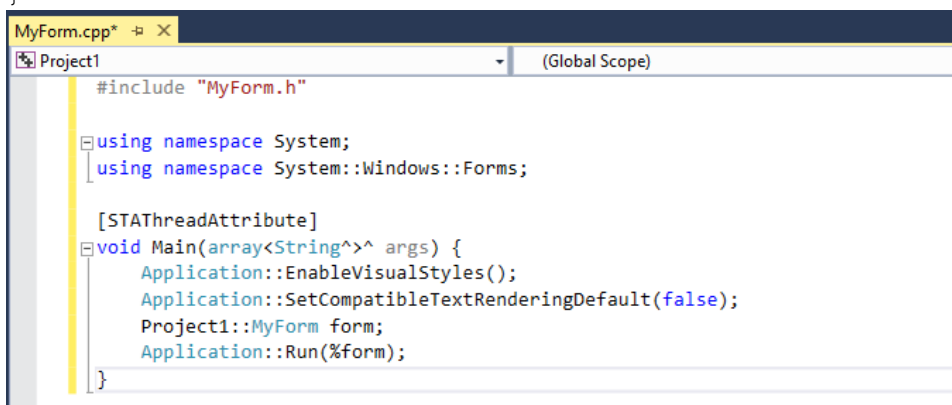 MyForm.cpp*
Project1 (Global Scope)
#include "MyForm.h"
using namespace System;
using namespace System::Windows::Forms;
[STAThreadAttribute]
void Main(array<String^>^ args) {
Application::EnableVisualStyles();
Application::SetCompatibleTextRenderingDefault(false);
Project1::MyForm form;
Application::Run(%form);
}